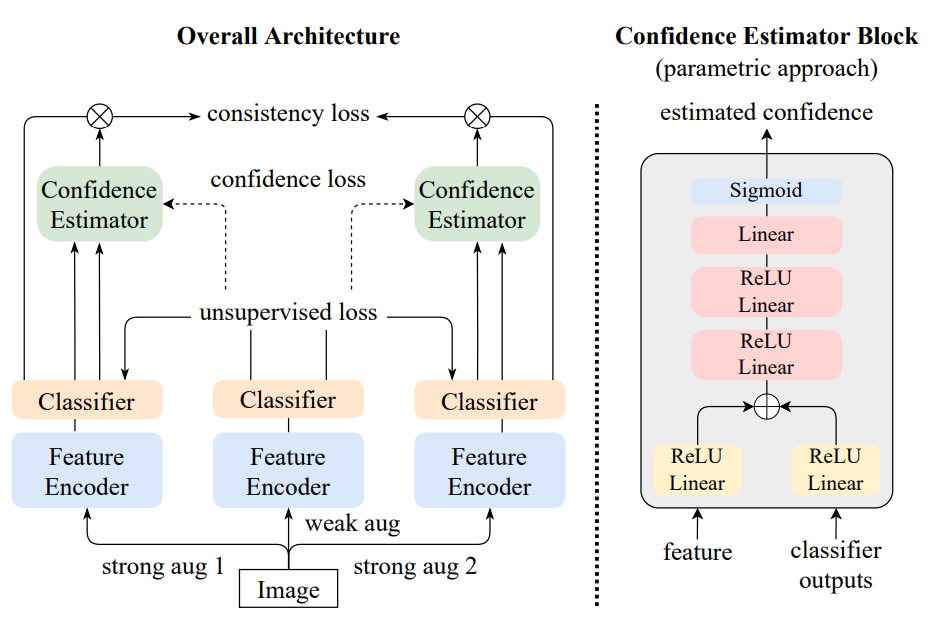 Overall Architecture
consistency loss
Confidence
Estimator
confidence loss
Confidence
Estimator
unsupervised loss
Classifier
Classifier
Classifier
Feature
Encoder
Feature
Encoder
Feature
Encoder
weak aug
strong aug 1
strong aug 2
Image
Confidence Estimator Block
(parametric approach)
estimated confidence
Sigmoid
Linear
ReLU
Linear
ReLU
Linear
ReLU
Linear
ReLU
Linear
feature
classifier
outputs